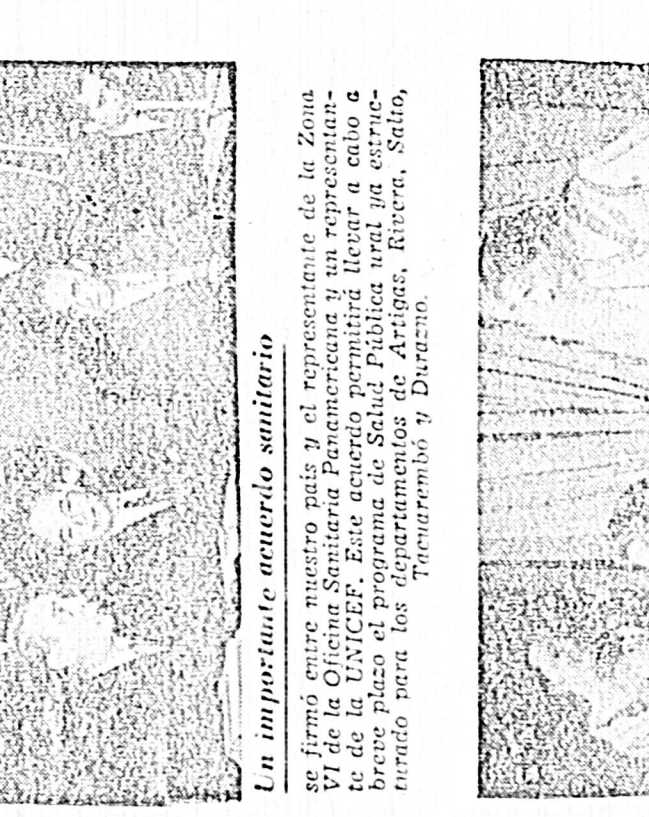 Un importante acuerdo sanitario
se firmó entre nuestro país y el representante de la Zona
VI de la Oficina Sanitaria Panamericana y un representan-
te de la UNICEF. Este acuerdo permitirá llevar a cabo a
breve plazo el programa de Salud Pública ural ya estruc-
turado para los departamentos de Artigas, Rivera, Salto,
Tacuarembó y Durazno.